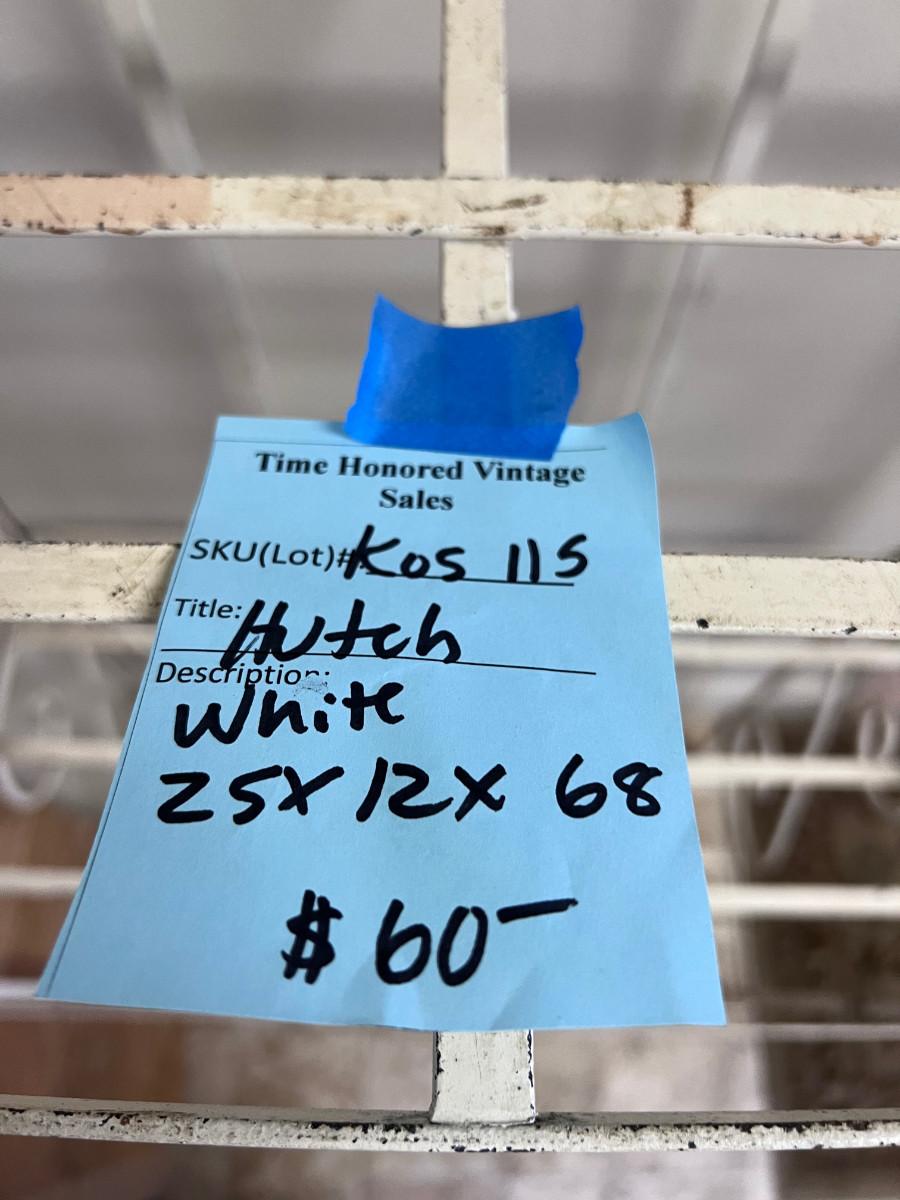 Time Honored Vintage
Sales
SKU(Lot)# Kos 115
Title: Hutch
Description:
White
25x12x 68
$60-